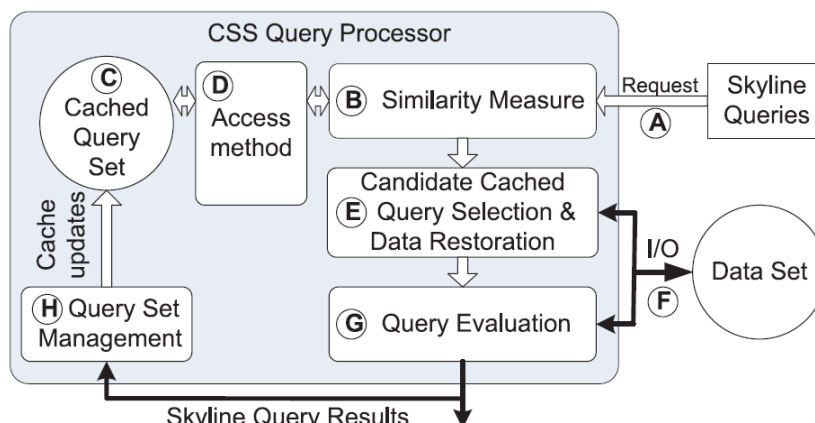 CSS Query Processor
C
Cached
Query
Set
D
Access
method
B Similarity Measure
Request
A
Skyline
Queries
Candidate Cached
E Query Selection &
Data Restoration
Cache
updates
I/O
F
Data Set
H Query Set
Management
G Query Evaluation
Skyline Query Results